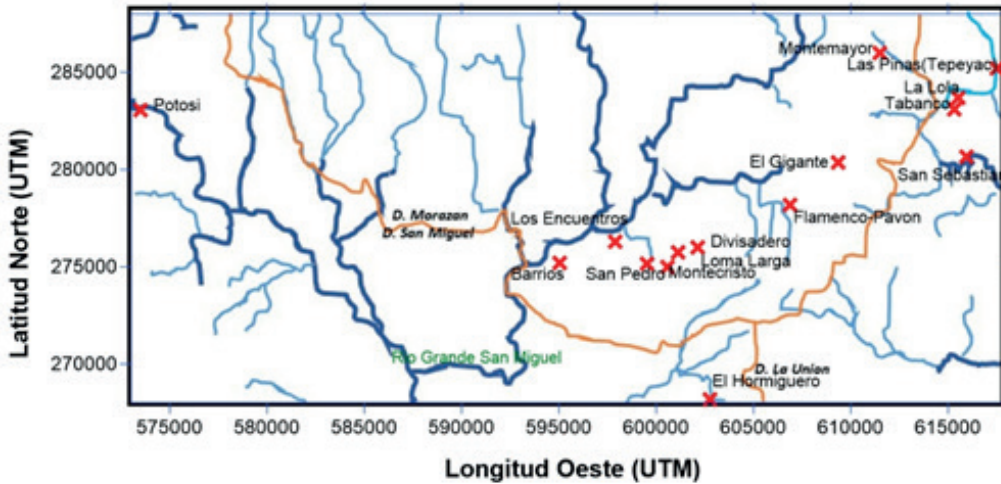 Latitud Norte (UTM)
285000
280000
275000
270000
Montemayor
Las Pinas(Tepeyac)
La Lola
Tabanco
Potosi
El Gigante
San Sebastian
Flamenco-Pavon
D. Morazan
D. San Miguel
Los Encuentros
Divisadero
Loma Larga
Barrios
San Pedro
Montecristo
Rio Grande San Miguel
D. La Union
El Hormiguero
575000 580000 585000 590000 595000 600000 605000 610000 615000
Longitud Oeste (UTM)